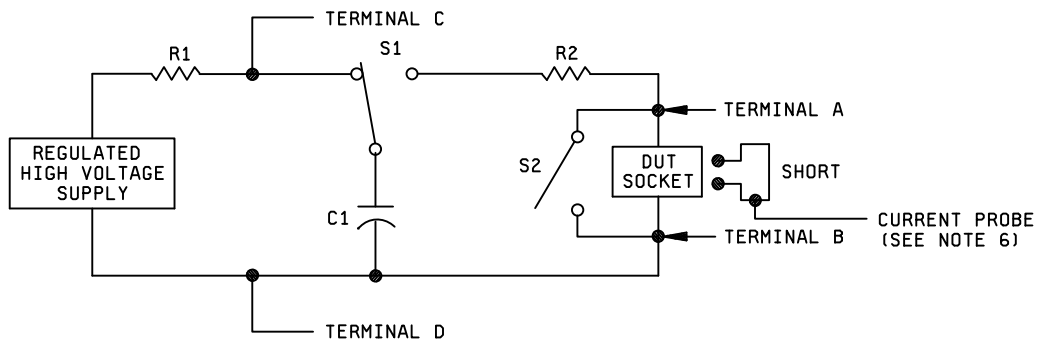 TERMINAL C
S1
R1
R2
TERMINAL A
REGULATED
HIGH VOLTAGE
SUPPLY
S2
DUT
SOCKET
SHORT
C1
CURRENT PROBE
(SEE NOTE 6)
TERMINAL B
TERMINAL D